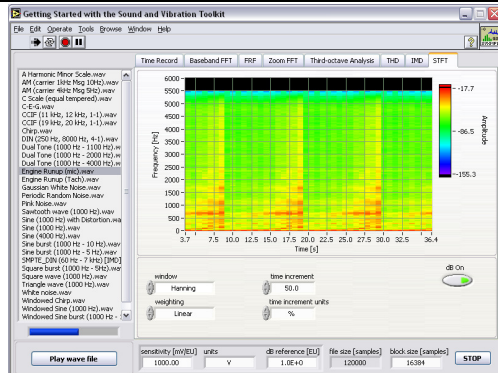 Getting Started with the Sound and Vibration Toolkit
File Edit Operate Tools Browse Window Help
Time Record Baseband FFT FRF Zoom FFT Third-octave Analysis THD IMD STFT
A Harmonic Minor Scale.wav
AM (carrier 1kHz Msg 10Hz).wav
AM (carrier 4kHz Msg 5Hz).wav
C Scale (equal tempered).wav
C-E-G.wav
CCIF (11 kHz, 12 kHz, 1-1).wav
CCIF (19 kHz, 20 kHz, 1-1).wav
Chirp.wav
DIN (250 Hz, 8000 Hz, 4-1).wav
Dual Tone (1000 Hz - 1100 Hz).w
Dual Tone (1000 Hz - 2000 Hz).w
Dual Tone (1000 Hz - 4000 Hz).w
Engine Runup (mic).wav
Engine Runup (Tach).wav
Gaussian White Noise.wav
Periodic Random Noise.wav
Pink Noise.wav
Sawtooth wave (1000 Hz).wav
Sine (1000 Hz) with Distortion.wa
Sine (1000 Hz).wav
Sine (4000 Hz).wav
Sine burst (1000 Hz - 10 Hz).wav
Sine burst (1000 Hz - 5 Hz).wav
SMPTE_DIN (60 Hz - 7 kHz) [IMD]
Square burst (1000 Hz - 5Hz).wav
Square wave (1000 Hz).wav
Triangle wave (1000 Hz).wav
White noise.wav
Windowed Chirp.wav
Windowed Sine (1000 Hz).wav
Windowed Sine burst (1000 Hz -
Play wave file
Frequency [Hz]
6000
5500
5000
4500
4000
3500
3000
2500
2000
1500
1000
500
0
3.7 7.5 10.0 12.5 15.0 17.5 20.0 22.5 25.0 27.5 30.0 32.5 36.4
Time [s]
-17.7
-86.5
-155.3
Amplitude
window
Hanning
time increment
50.0
dB On
weighting
Linear
time increment units
%
sensitivity [mV/EU] units dB reference [EU] file size [samples] block size [samples]
1000.00 V 1.0E+0 120000 16384 STOP